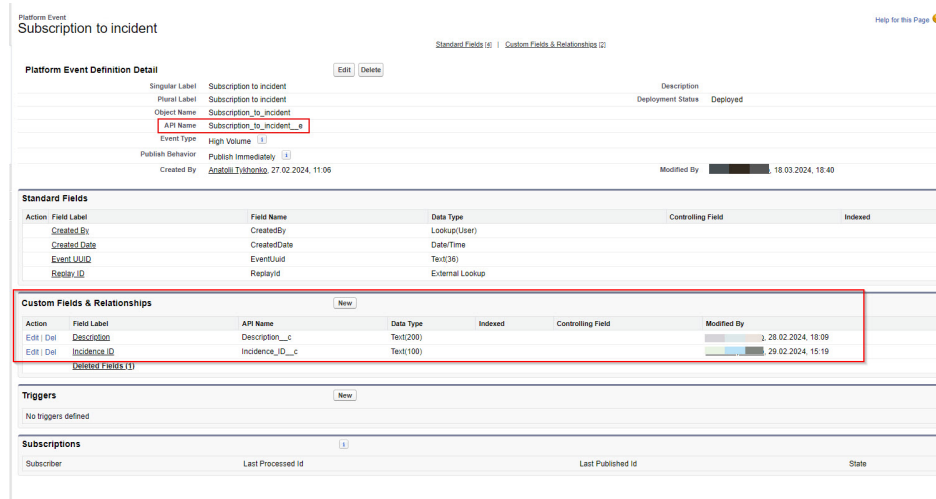 Platform Event
Subscription to incident
Help for this Page
Standard Fields [4] | Custom Fields & Relationships [2]
Platform Event Definition Detail Edit Delete
Singular Label Subscription to incident Description
Plural Label Subscription to incident Deployment Status Deployed
Object Name Subscription_to_incident
API Name Subscription_to_incident__e
Event Type High Volume i
Publish Behavior Publish Immediately i
Created By Anatolii Tykhonko, 27.02.2024, 11:06 Modified By , 18.03.2024, 18:40
Standard Fields
Action Field Label Field Name Data Type Controlling Field Indexed
Created By CreatedBy Lookup(User)
Created Date CreatedDate Date/Time
Event UUID EventUuid Text(36)
Replay ID ReplayId External Lookup
Custom Fields & Relationships New
Action Field Label API Name Data Type Indexed Controlling Field Modified By
Edit | Del Description Description__c Text(200) , 28.02.2024, 18:09
Edit | Del Incidence ID Incidence_ID__c Text(100) , 29.02.2024, 15:19
Deleted Fields (1)
Triggers New
No triggers defined
Subscriptions i
Subscriber Last Processed Id Last Published Id State